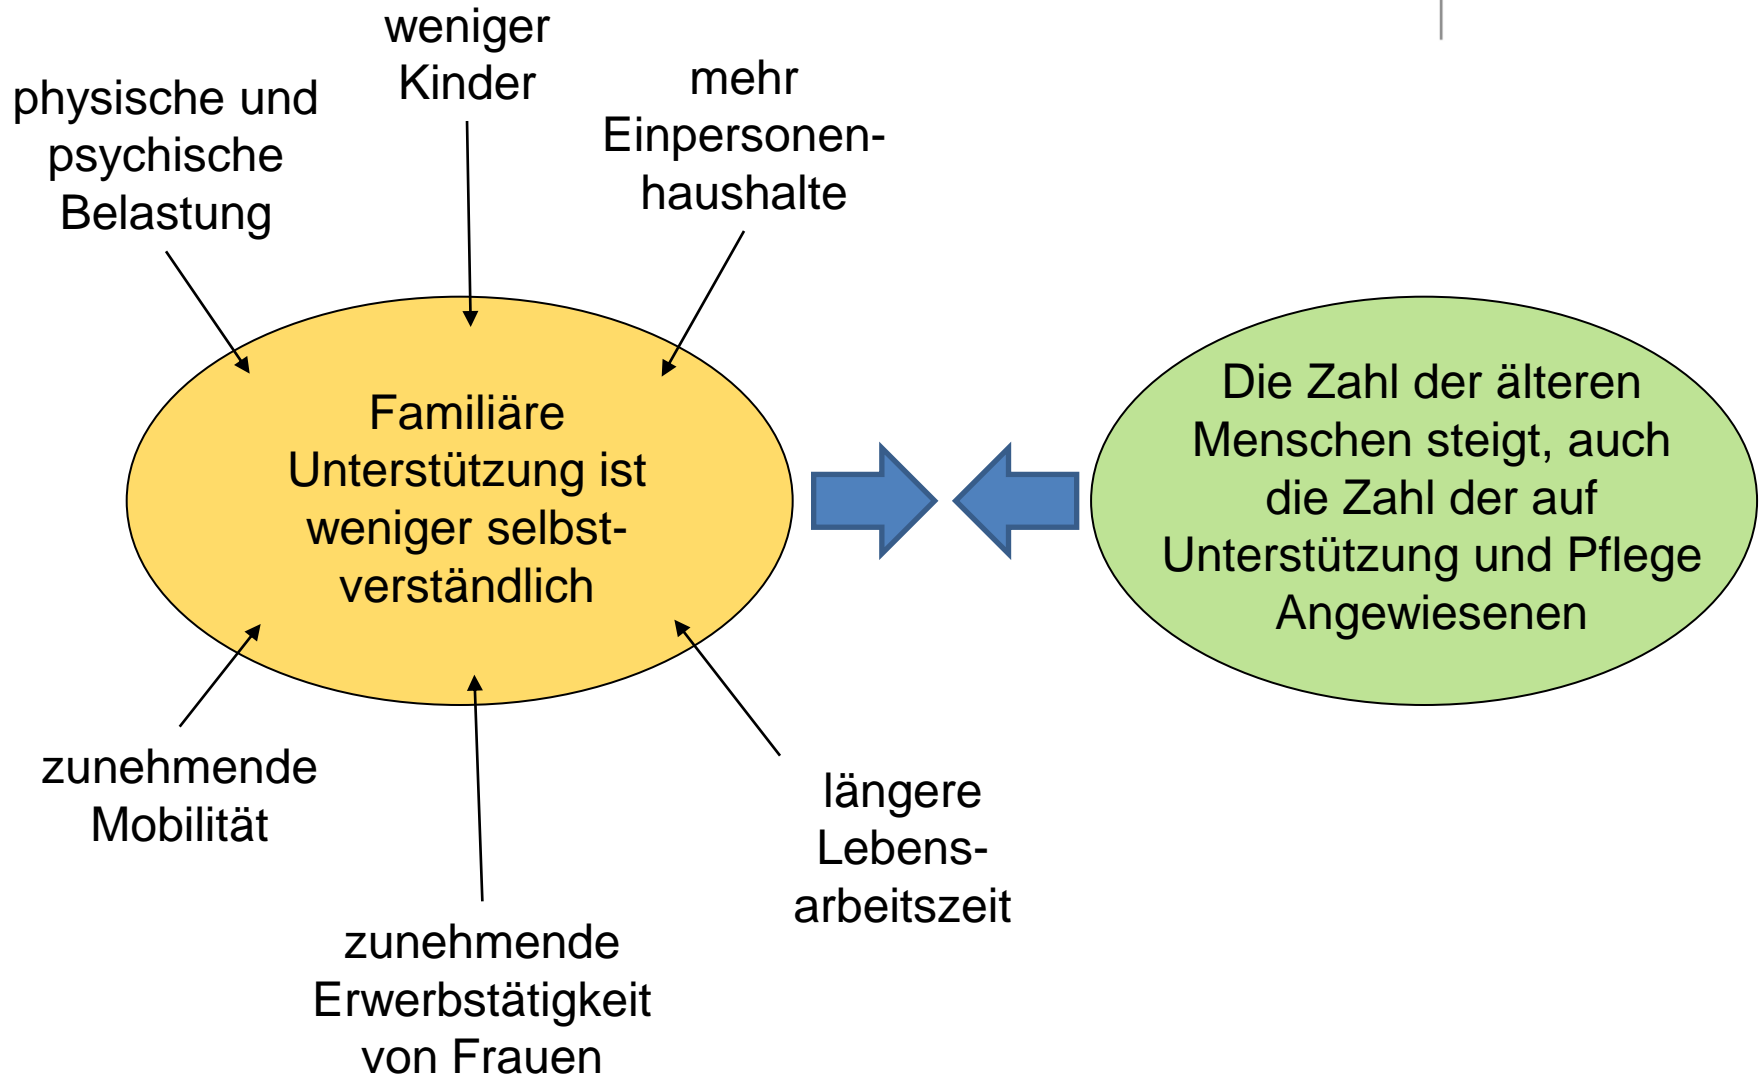 weniger
Kinder
physische und
psychische
Belastung
mehr
Einpersonen-
haushalte
Familiäre
Unterstützung ist
weniger selbst-
verständlich
Die Zahl der älteren
Menschen steigt, auch
die Zahl der auf
Unterstützung und Pflege
Angewiesenen
zunehmende
Mobilität
zunehmende
Erwerbstätigkeit
von Frauen
längere
Lebens-
arbeitszeit